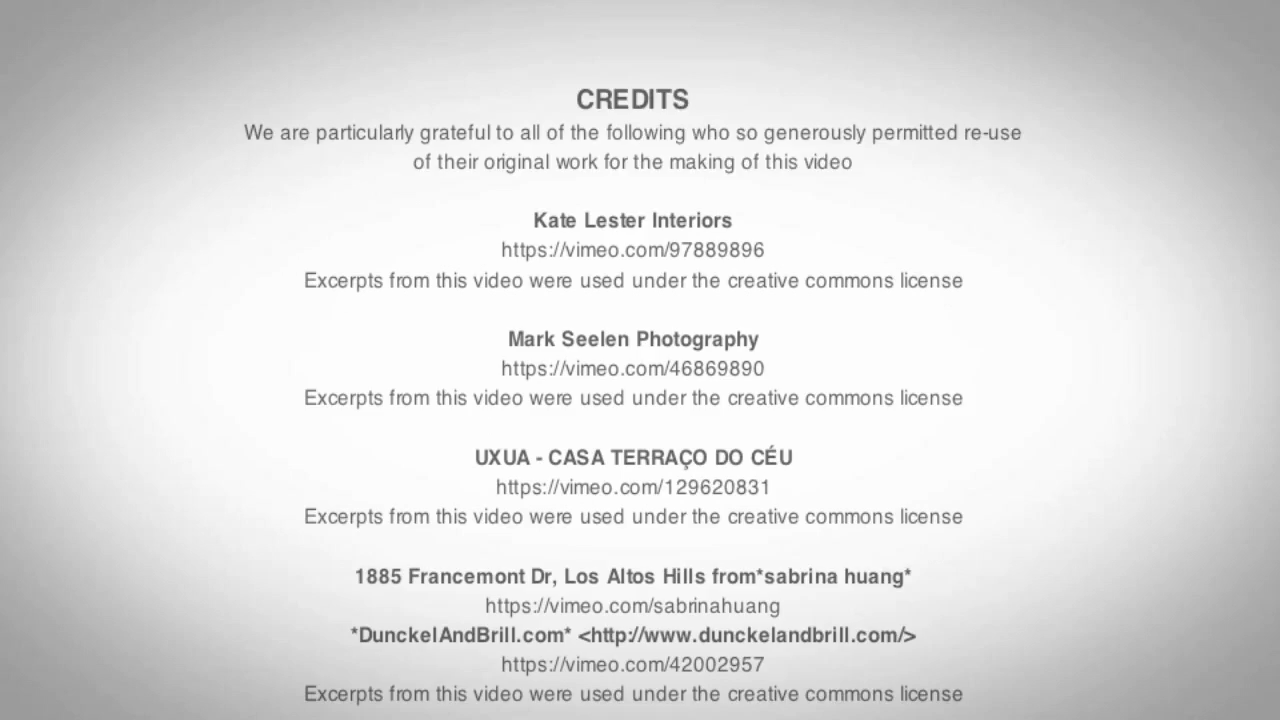 CREDITS
We are particularly grateful to all of the following who so generously permitted re-use
of their original work for the making of this video
Kate Lester Interiors
https://vimeo.com/97889896
Excerpts from this video were used under the creative commons license
Mark Seelen Photography
https://vimeo.com/46869890
Excerpts from this video were used under the creative commons license
UXUA - CASA TERRAÇO DO CÉU
https://vimeo.com/129620831
Excerpts from this video were used under the creative commons license
1885 Francemont Dr, Los Altos Hills from*sabrina huang*
https://vimeo.com/sabrinahuang
*DunckelAndBrill.com* <http://www.dunckelandbrill.com/>
https://vimeo.com/42002957
Excerpts from this video were used under the creative commons license